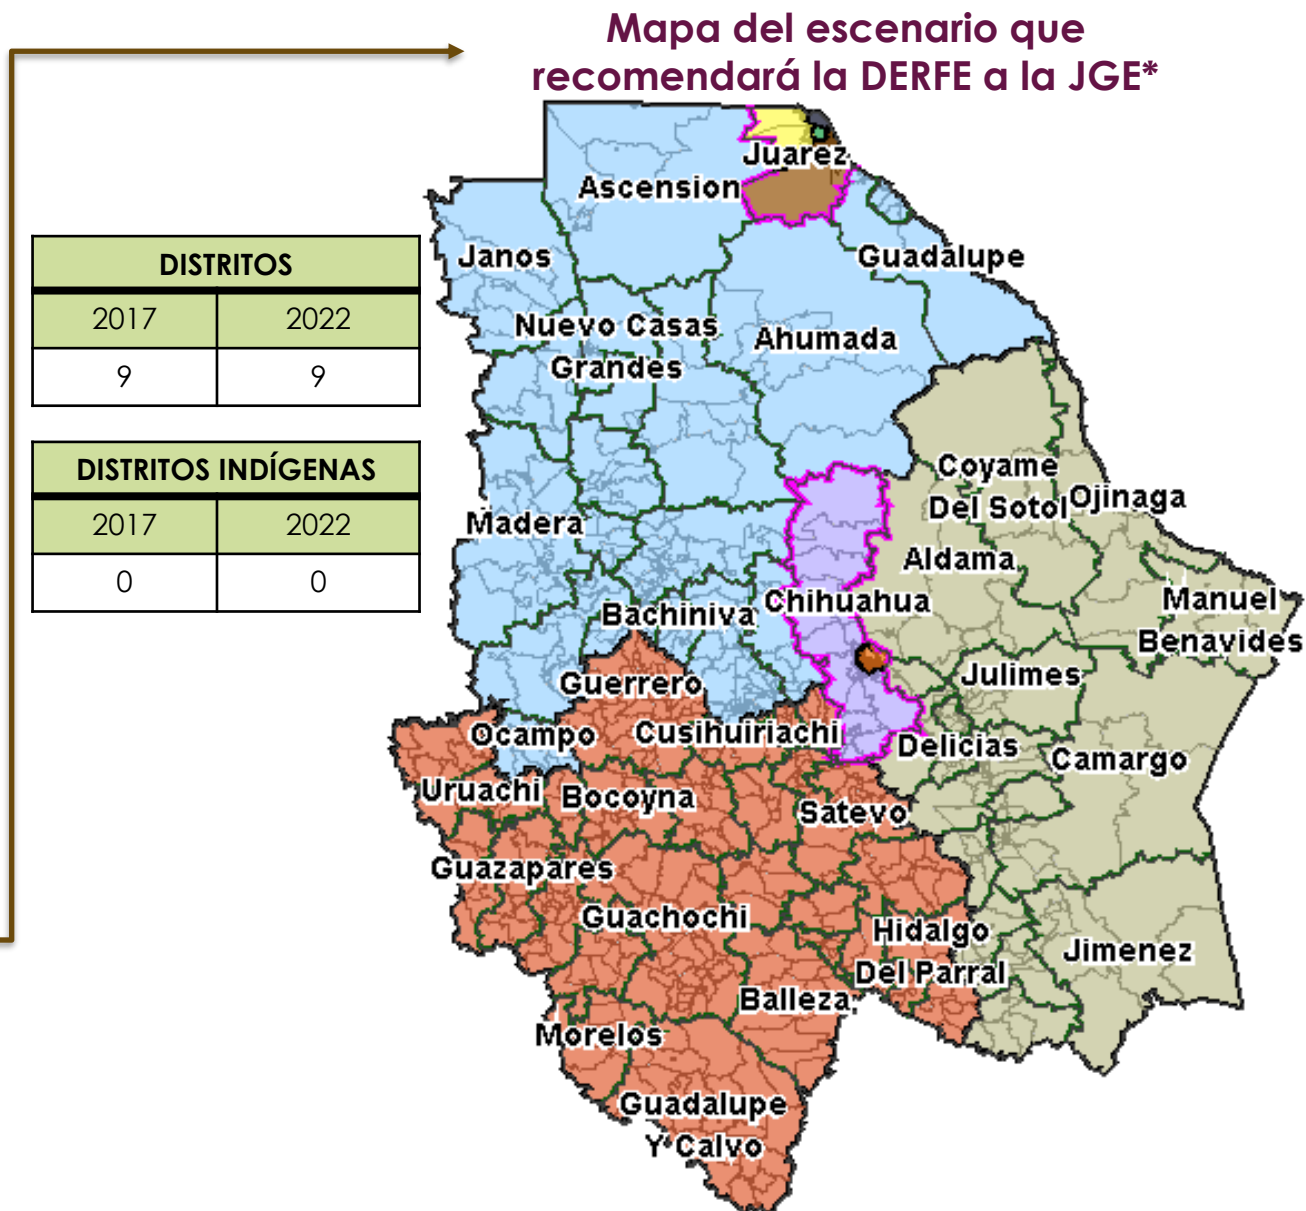 Mapa del escenario que
recomendará la DERFE a la JGE*
DISTRITOS
2017 2022
9 9
DISTRITOS INDÍGENAS
2017 2022
0 0
Juarez
Ascension
Janos
Guadalupe
Nuevo Casas
Grandes
Ahumada
Coyame
Del Sotol
Ojinaga
Madera
Aldama
Bachiniva
Chihuahua
Manuel
Benavides
Guerrero
Julimes
Ocampo
Cusihuiriachi
Delicias
Camargo
Uruachi
Bocoyna
Satevo
Guazapares
Guachochi
Hidalgo
Del Parral
Jimenez
Balleza
Morelos
Guadalupe
Y Calvo